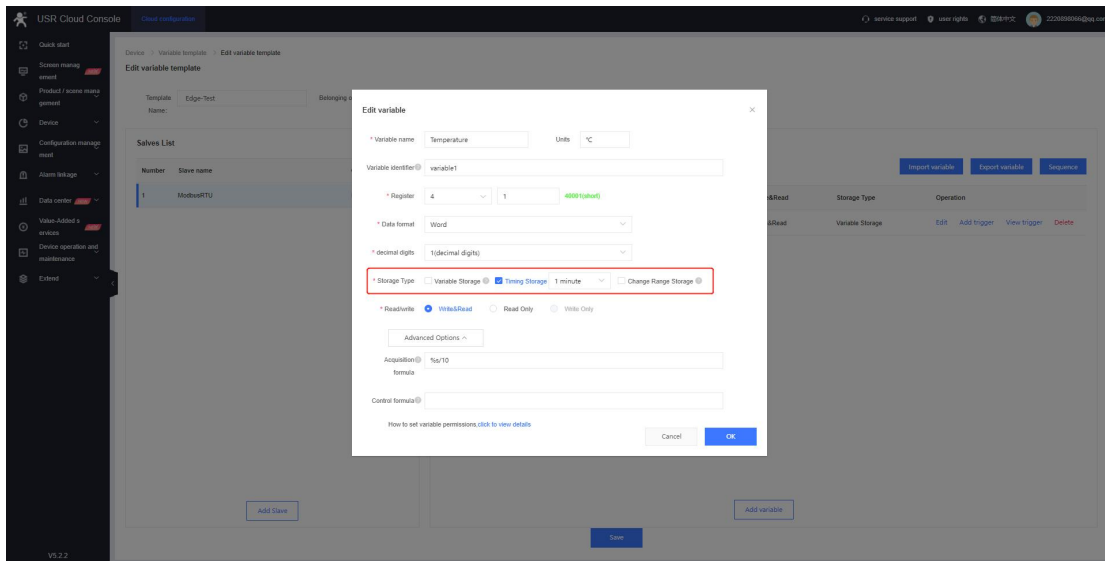 USR Cloud Console
Cloud configuration
service support
user rights
简体中文
2226898066@qq.com
Quick start
Screen manag
ement
Product / scene mana
gement
Device
Configuration manage
ment
Alarm linkage
Data center
Value-Added s
ervices
Device operation and
maintenance
Extend
V5.2.2
Device > Variable template > Edit variable template
Edit variable template
Template
Name:
Edge-Test
Belonging o
Salves List
Number Slave name
1 ModbusRTU
Add Slave
Import variable Export variable Sequence
&Read Storage Type Operation
&Read Variable Storage Edit Add trigger View trigger Delete
Add variable
Save
Edit variable
* Variable name Temperature Units ℃
Variable identifier variable1
* Register 4 1 40001(short)
* Data format Word
* decimal digits 1(decimal digits)
* Storage Type Variable Storage Timing Storage 1 minute Change Range Storage
* Read/write Write&Read Read Only Write Only
Advanced Options
Acquisition
formula
%s/10
Control formula
How to set variable permissions,click to view details
Cancel OK